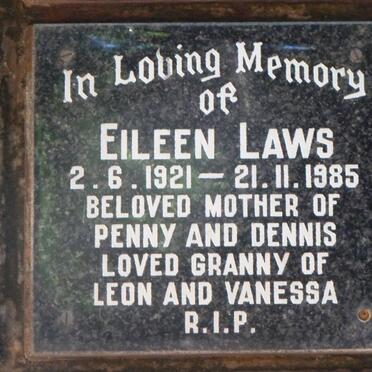 In Loving Memory
of
EILEEN LAWS
2.6.1921 — 21.11.1985
BELOVED MOTHER OF
PENNY AND DENNIS
LOVED GRANNY OF
LEON AND VANESSA
R.I.P.